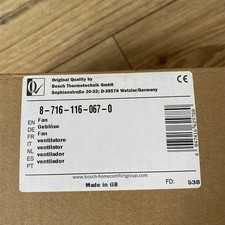 Original Quality by
Bosch Thermotechnik GmbH
Sophienstraße 30-32; D-35576 Wetzlar/Germany
CE
8-716-116-067-0
EN Fan
DE Gebläse
FR Fan
IT ventilatore
NL ventilator
ES ventilador
PT ventilador
www.bosch-homecomfortgroup.com
Made in GB
FD: 538